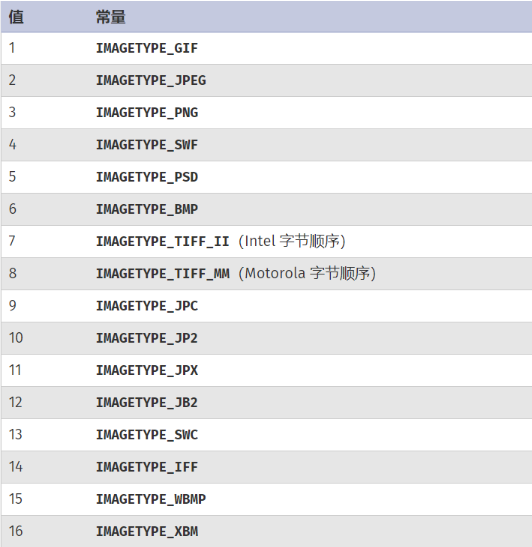 值 常量
1 IMAGETYPE_GIF
2 IMAGETYPE_JPEG
3 IMAGETYPE_PNG
4 IMAGETYPE_SWF
5 IMAGETYPE_PSD
6 IMAGETYPE_BMP
7 IMAGETYPE_TIFF_II（Intel 字节顺序）
8 IMAGETYPE_TIFF_MM（Motorola 字节顺序）
9 IMAGETYPE_JPC
10 IMAGETYPE_JP2
11 IMAGETYPE_JPX
12 IMAGETYPE_JB2
13 IMAGETYPE_SWC
14 IMAGETYPE_IFF
15 IMAGETYPE_WBMP
16 IMAGETYPE_XBM